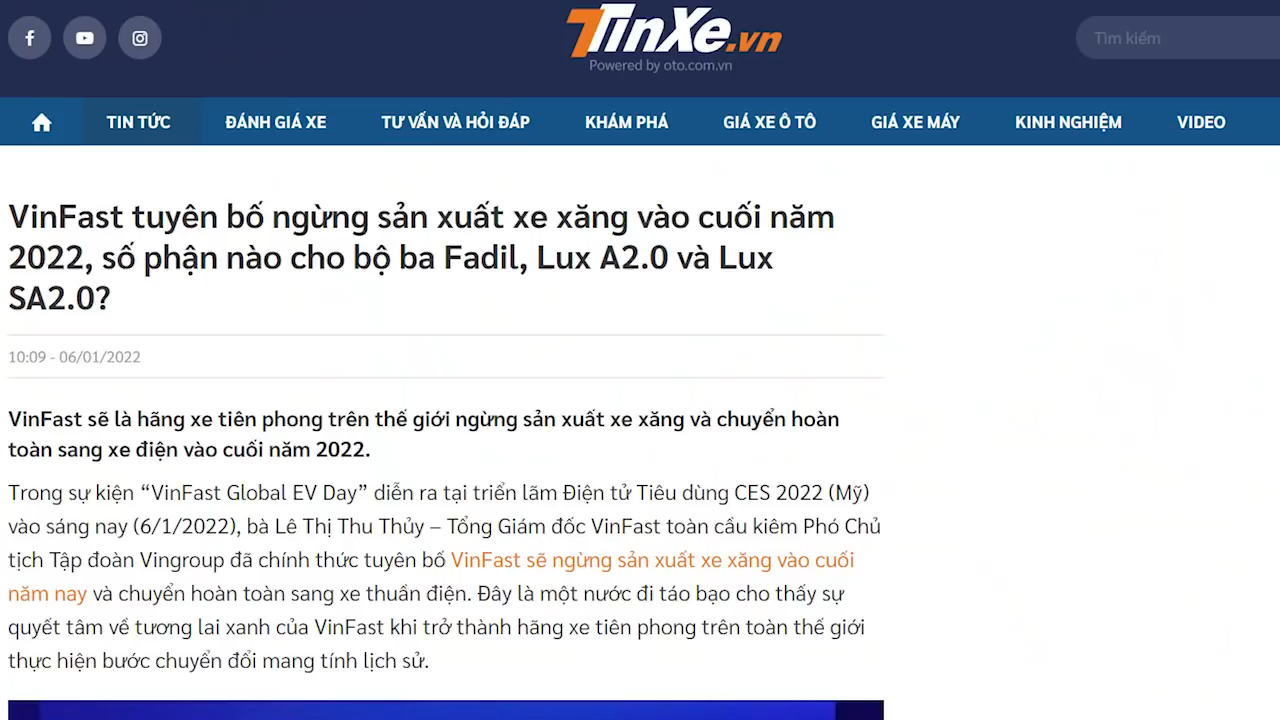 TinXe.vn
Powered by oto.com.vn
Tìm kiếm
TIN TỨC
ĐÁNH GIÁ XE
TƯ VẤN VÀ HỎI ĐÁP
KHÁM PHÁ
GIÁ XE Ô TÔ
GIÁ XE MÁY
KINH NGHIỆM
VIDEO
VinFast tuyên bố ngừng sản xuất xe xăng vào cuối năm
2022, số phận nào cho bộ ba Fadil, Lux A2.0 và Lux
SA2.0?
10:09 - 06/01/2022
VinFast sẽ là hãng xe tiên phong trên thế giới ngừng sản xuất xe xăng và chuyển hoàn
toàn sang xe điện vào cuối năm 2022.
Trong sự kiện “VinFast Global EV Day” diễn ra tại triển lãm Điện tử Tiêu dùng CES 2022 (Mỹ)
vào sáng nay (6/1/2022), bà Lê Thị Thu Thủy – Tổng Giám đốc VinFast toàn cầu kiêm Phó Chủ
tịch Tập đoàn Vingroup đã chính thức tuyên bố VinFast sẽ ngừng sản xuất xe xăng vào cuối
năm nay và chuyển hoàn toàn sang xe thuần điện. Đây là một nước đi táo bạo cho thấy sự
quyết tâm về tương lai xanh của VinFast khi trở thành hãng xe tiên phong trên toàn thế giới
thực hiện bước chuyển đổi mang tính lịch sử.